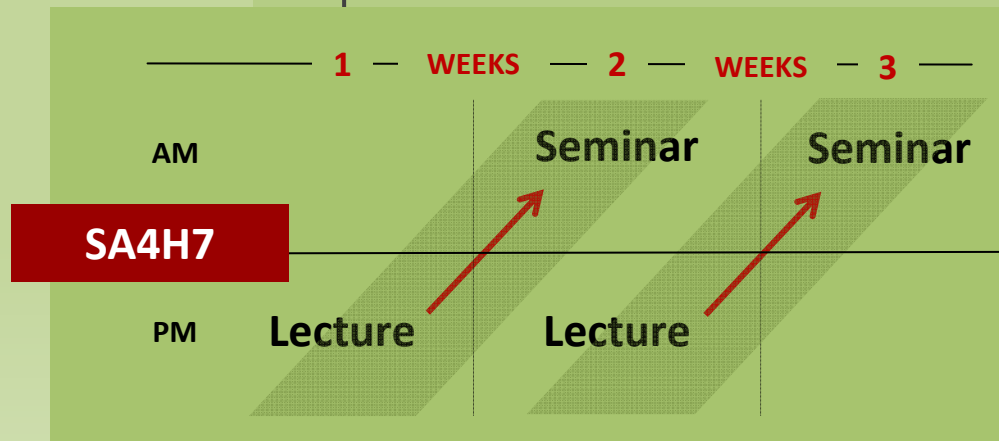 1 – WEEKS – 2 – WEEKS – 3
AM Seminar Seminar
SA4H7
PM Lecture Lecture